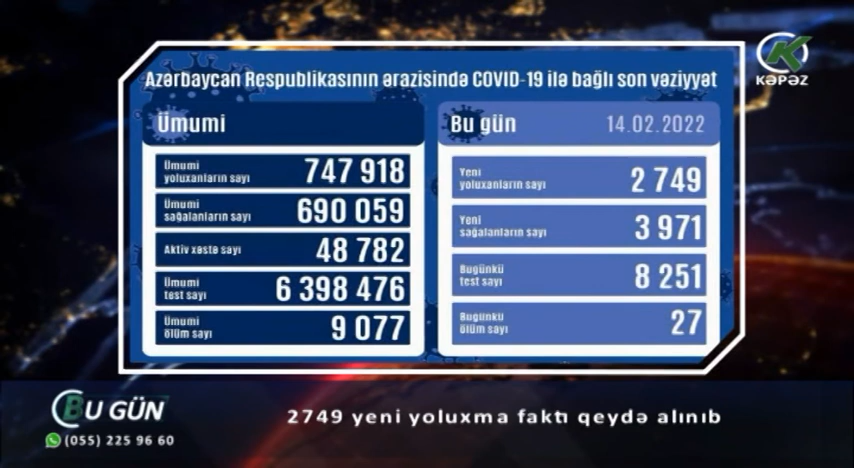 KƏPƏZ
Azərbaycan Respublikasının ərazisində COVID-19 ilə bağlı son vəziyyət
Ümumi
Ümumi
yoluxanların sayı
747 918
Ümumi
sağalanların sayı
690 059
Aktiv xəstə sayı
48 782
Ümumi
test sayı
6 398 476
Ümumi
ölüm sayı
9 077
Bu gün
14.02.2022
Yeni
yoluxanların sayı
2 749
Yeni
sağalanların sayı
3 971
Bugünkü
test sayı
8 251
Bugünkü
ölüm sayı
27
BU GÜN
(055) 225 96 60
2749 yeni yoluxma faktı qeydə alınıb